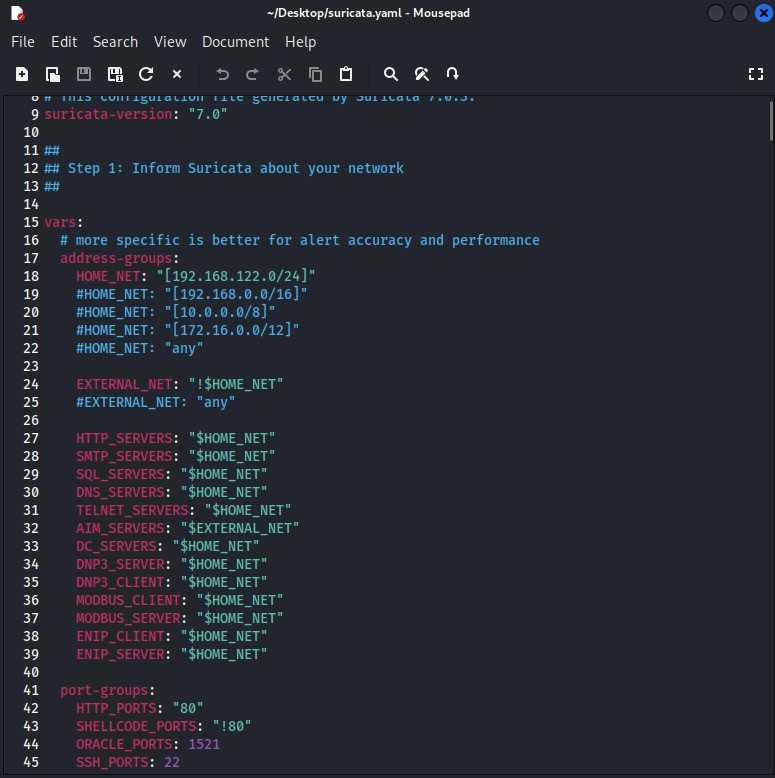 ~/Desktop/suricata.yaml - Mousepad
File Edit Search View Document Help
8 # This configuration file generated by Suricata 7.0.3.
9 suricata-version: "7.0"
10
11 ##
12 ## Step 1: Inform Suricata about your network
13 ##
14
15 vars:
16 # more specific is better for alert accuracy and performance
17 address-groups:
18 HOME_NET: "[192.168.122.0/24]"
19 #HOME_NET: "[192.168.0.0/16]"
20 #HOME_NET: "[10.0.0.0/8]"
21 #HOME_NET: "[172.16.0.0/12]"
22 #HOME_NET: "any"
23
24 EXTERNAL_NET: "!$HOME_NET"
25 #EXTERNAL_NET: "any"
26
27 HTTP_SERVERS: "$HOME_NET"
28 SMTP_SERVERS: "$HOME_NET"
29 SQL_SERVERS: "$HOME_NET"
30 DNS_SERVERS: "$HOME_NET"
31 TELNET_SERVERS: "$HOME_NET"
32 AIM_SERVERS: "$EXTERNAL_NET"
33 DC_SERVERS: "$HOME_NET"
34 DNP3_SERVER: "$HOME_NET"
35 DNP3_CLIENT: "$HOME_NET"
36 MODBUS_CLIENT: "$HOME_NET"
37 MODBUS_SERVER: "$HOME_NET"
38 ENIP_CLIENT: "$HOME_NET"
39 ENIP_SERVER: "$HOME_NET"
40
41 port-groups:
42 HTTP_PORTS: "80"
43 SHELLCODE_PORTS: "!80"
44 ORACLE_PORTS: 1521
45 SSH_PORTS: 22